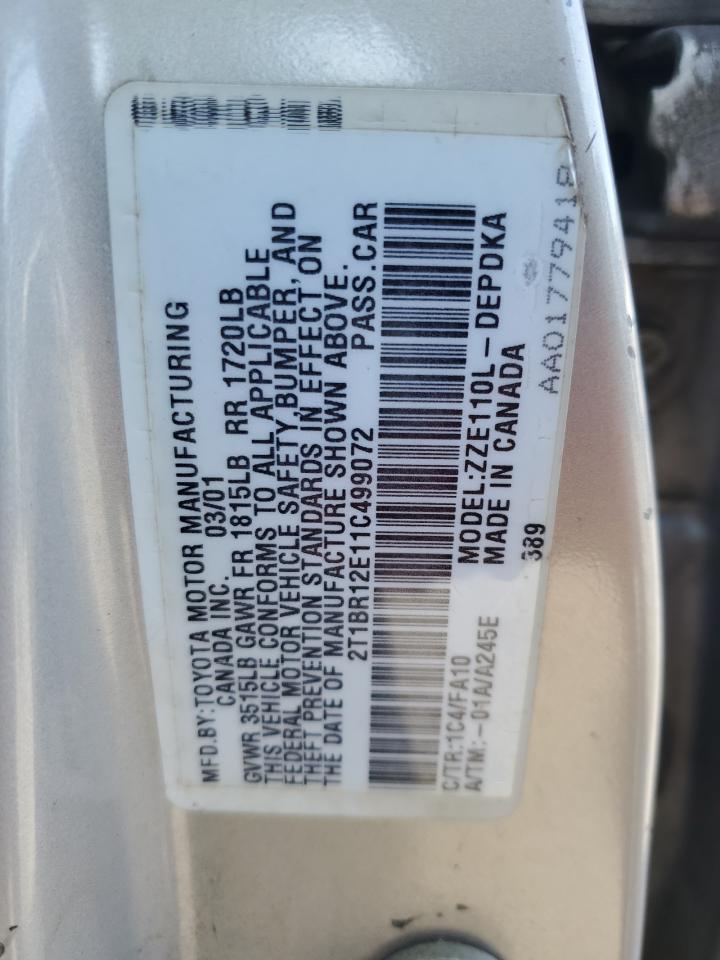 MFD.BY:TOYOTA MOTOR MANUFACTURING
CANADA INC. 03/01
GVWR 3515LB GAWR FR 1815LB RR 1720LB
THIS VEHICLE CONFORMS TO ALL APPLICABLE
FEDERAL MOTOR VEHICLE SAFETY,BUMPER, AND
THEFT PREVENTION STANDARDS IN EFFECT ON
THE DATE OF MANUFACTURE SHOWN ABOVE.
2T1BR12E11C499072 PASS.CAR
C/TR:1C4/FA10 MODEL:ZZE110L-DEPDKA
A/TM:-01A/A245E MADE IN CANADA
389